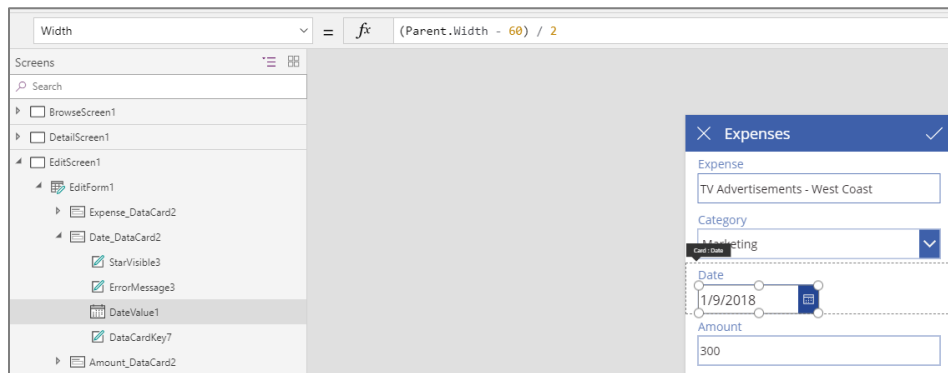 Width = fx (Parent.Width - 60) / 2
Screens
Search
BrowseScreen1
DetailScreen1
EditScreen1
EditForm1
Expense_DataCard2
Date_DataCard2
StarVisible3
ErrorMessage3
DateValue1
DataCardKey7
Amount_DataCard2
Expenses
Expense
TV Advertisements - West Coast
Category
Marketing
Card : Date
Date
1/9/2018
Amount
300